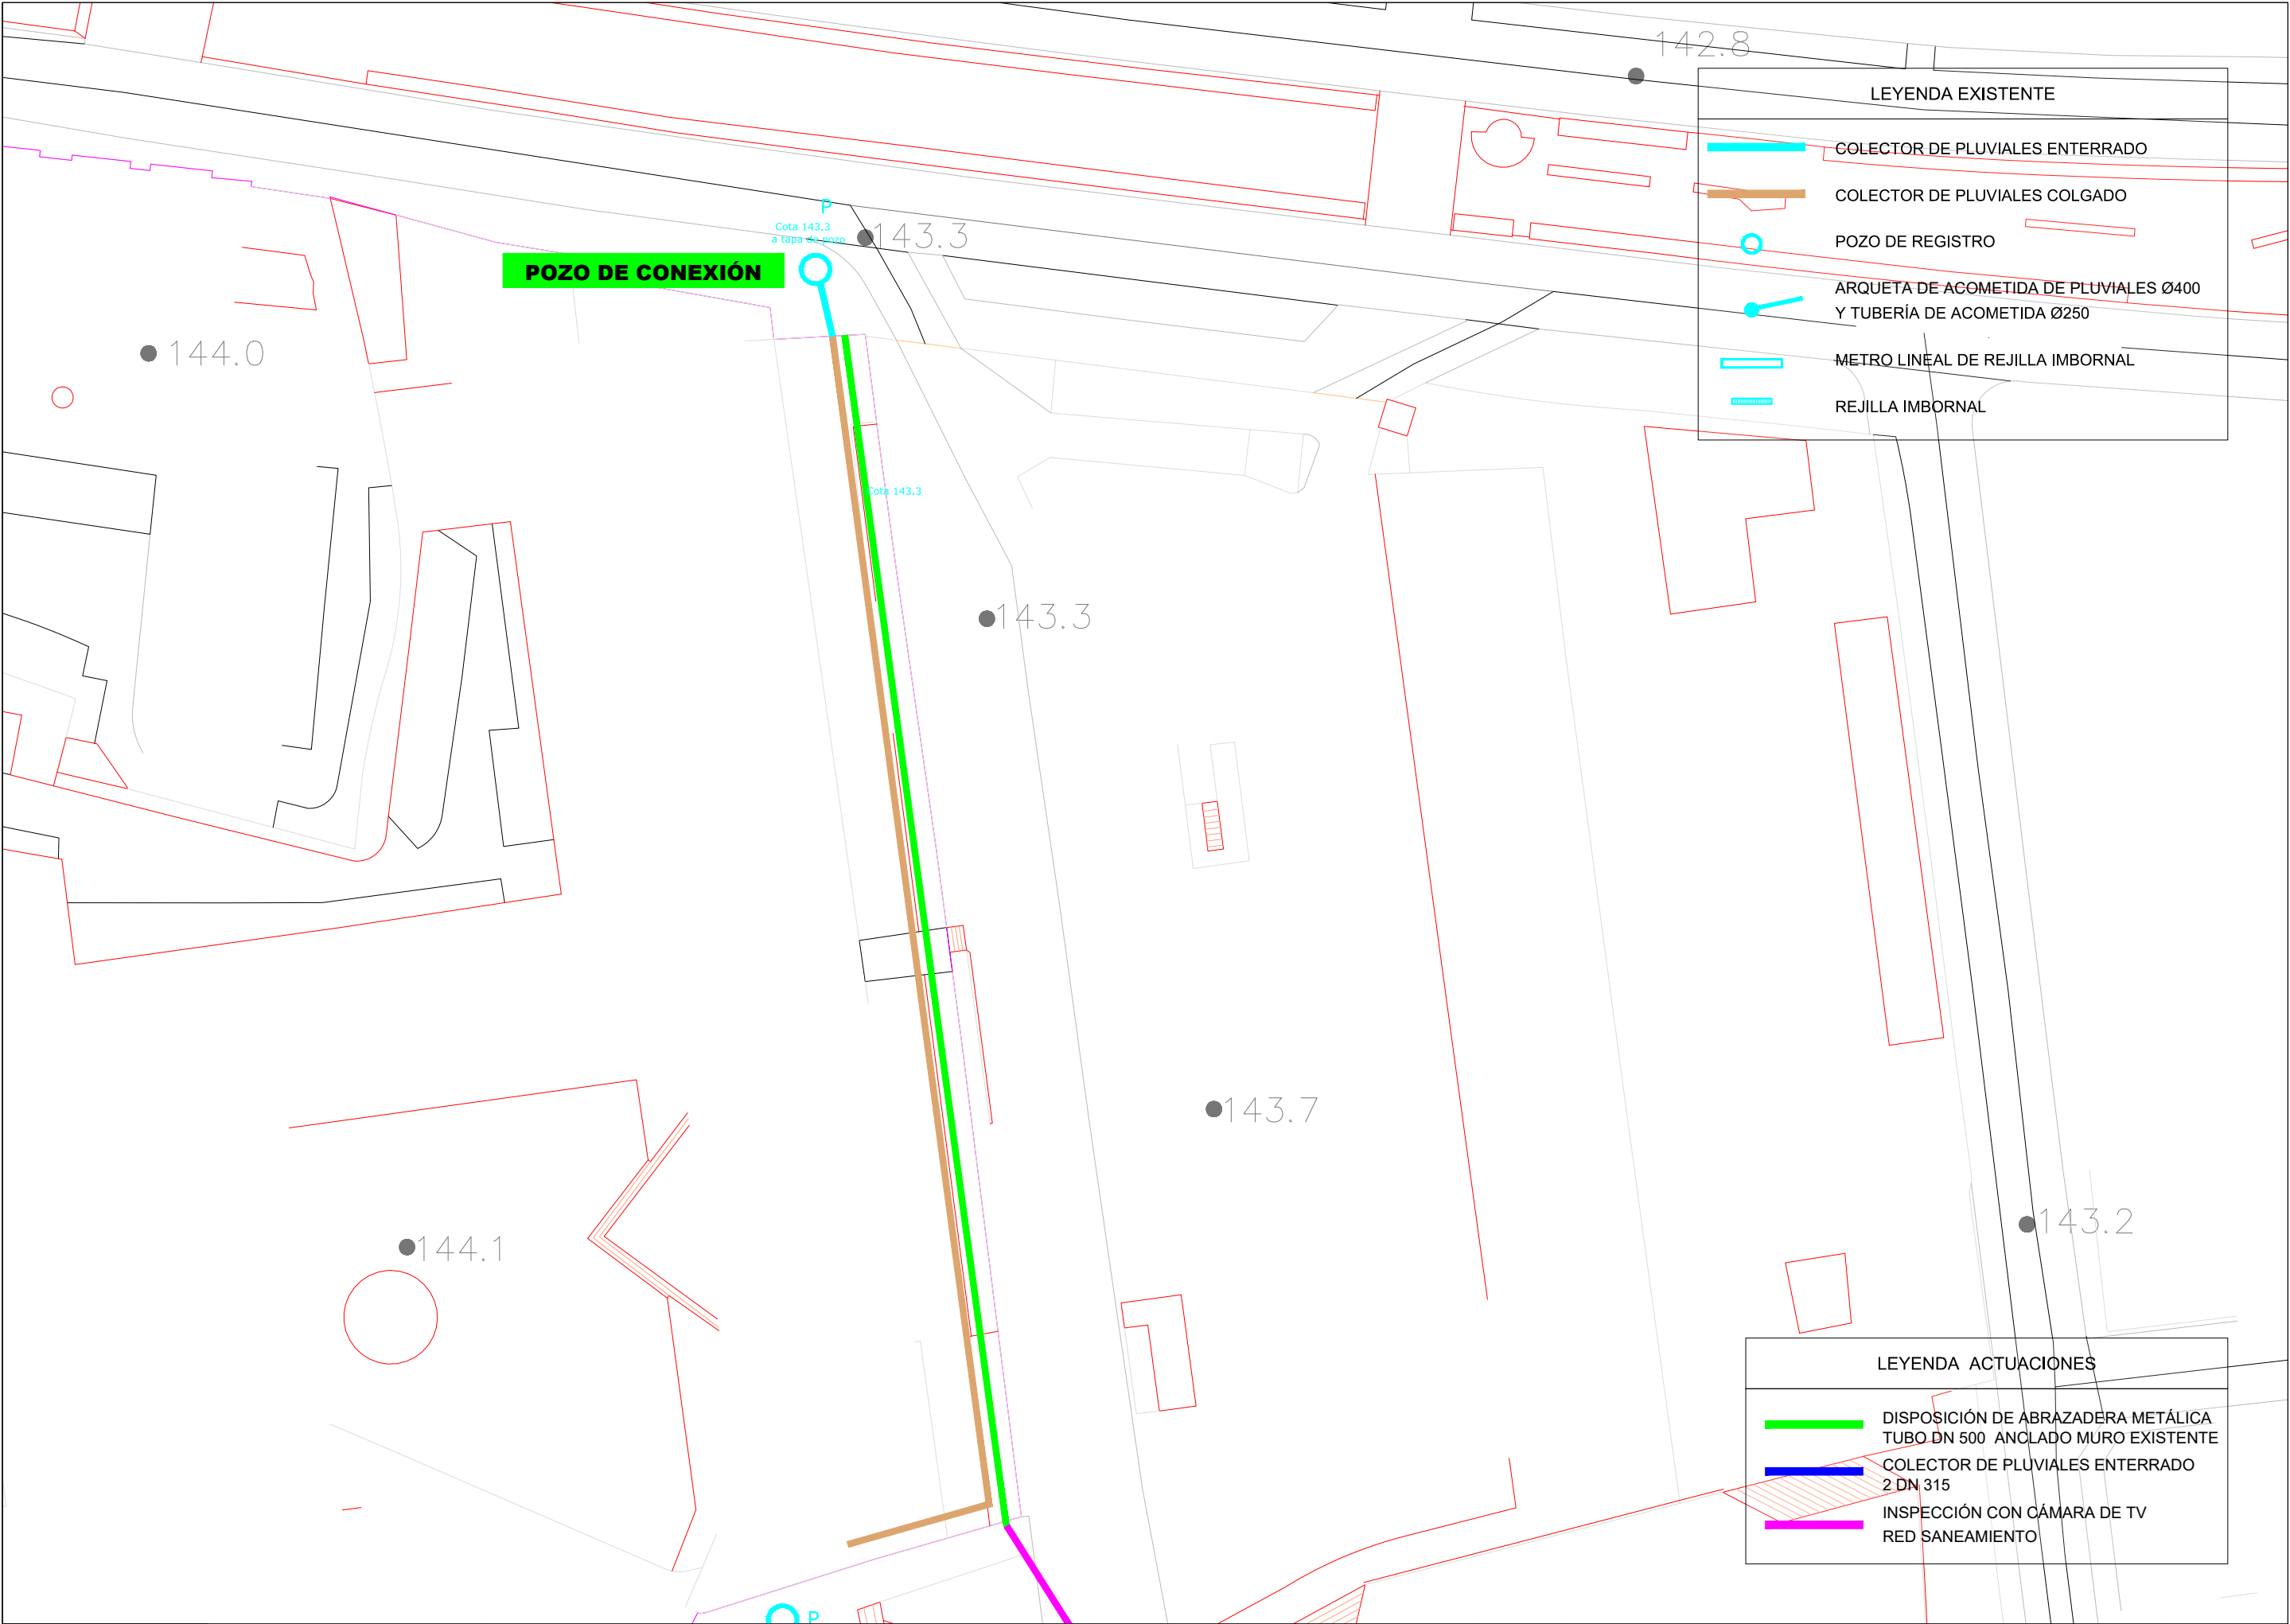 142.8
LEYENDA EXISTENTE
COLECTOR DE PLUVIALES ENTERRADO
COLECTOR DE PLUVIALES COLGADO
POZO DE REGISTRO
ARQUETA DE ACOMETIDA DE PLUVIALES Ø400
Y TUBERÍA DE ACOMETIDA Ø250
METRO LINEAL DE REJILLA IMBORNAL
REJILLA IMBORNAL
P
Cota 143.3
a tapa de pozo
143.3
POZO DE CONEXIÓN
144.0
Cota 143.3
143.3
143.7
144.1
143.2
LEYENDA ACTUACIONES
DISPOSICIÓN DE ABRAZADERA METÁLICA
TUBO DN 500 ANCLADO MURO EXISTENTE
COLECTOR DE PLUVIALES ENTERRADO
2 DN 315
INSPECCIÓN CON CÁMARA DE TV
RED SANEAMIENTO
P